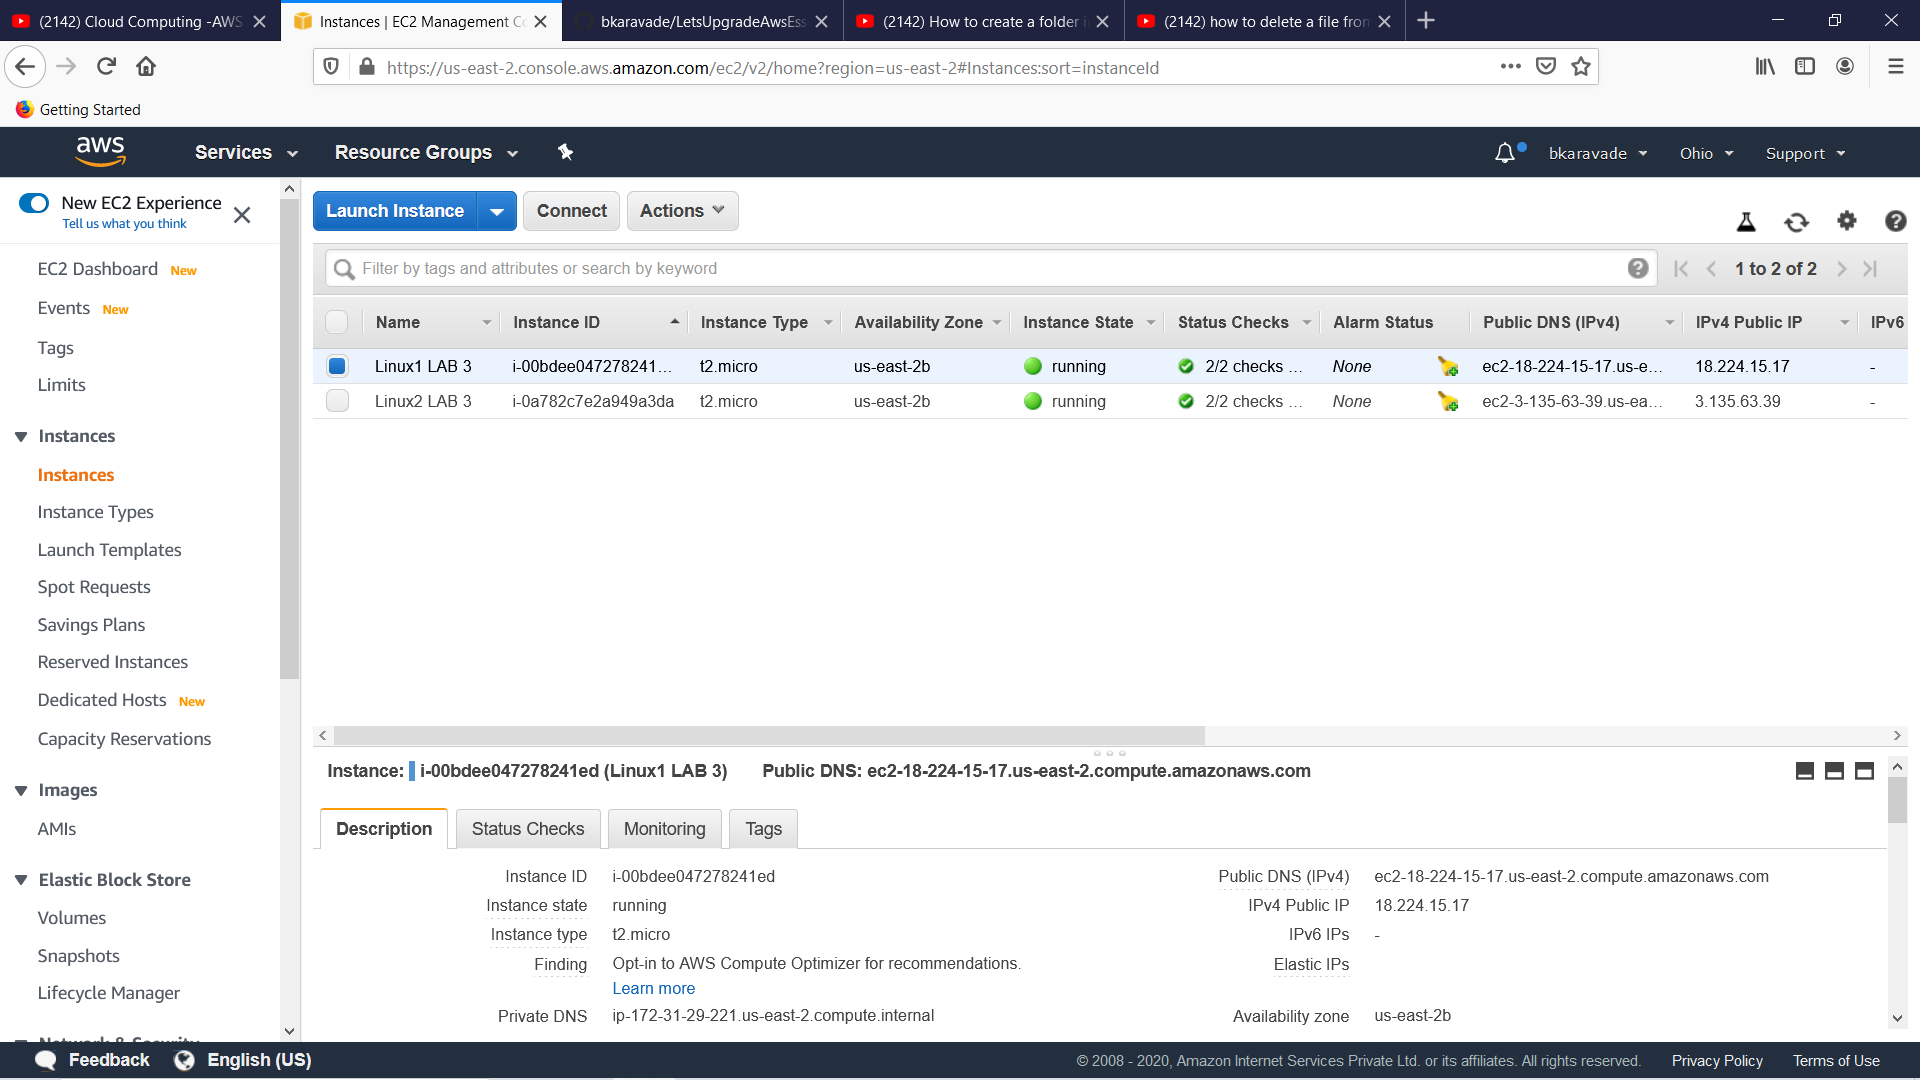 (2142) Cloud Computing -AWS
Instances | EC2 Management Co
bkaravade/LetsUpgradeAwsEss
(2142) How to create a folder i
(2142) how to delete a file from
https://us-east-2.console.aws.amazon.com/ec2/v2/home?region=us-east-2#Instances:sort=instanceId
Getting Started
aws
Services
Resource Groups
bkaravade
Ohio
Support
New EC2 Experience
Tell us what you think
EC2 Dashboard New
Events New
Tags
Limits
Instances
Instances
Instance Types
Launch Templates
Spot Requests
Savings Plans
Reserved Instances
Dedicated Hosts New
Capacity Reservations
Images
AMIs
Elastic Block Store
Volumes
Snapshots
Lifecycle Manager
Network & Security
Launch Instance
Connect
Actions
Filter by tags and attributes or search by keyword
1 to 2 of 2
Name Instance ID Instance Type Availability Zone Instance State Status Checks Alarm Status Public DNS (IPv4) IPv4 Public IP IPv6
Linux1 LAB 3 i-00bdee047278241... t2.micro us-east-2b running 2/2 checks ... None ec2-18-224-15-17.us-e... 18.224.15.17 -
Linux2 LAB 3 i-0a782c7e2a949a3da t2.micro us-east-2b running 2/2 checks ... None ec2-3-135-63-39.us-ea... 3.135.63.39 -
Instance: i-00bdee047278241ed (Linux1 LAB 3) Public DNS: ec2-18-224-15-17.us-east-2.compute.amazonaws.com
Description
Status Checks
Monitoring
Tags
Instance ID i-00bdee047278241ed
Instance state running
Instance type t2.micro
Finding Opt-in to AWS Compute Optimizer for recommendations.
Learn more
Private DNS ip-172-31-29-221.us-east-2.compute.internal
Public DNS (IPv4) ec2-18-224-15-17.us-east-2.compute.amazonaws.com
IPv4 Public IP 18.224.15.17
IPv6 IPs -
Elastic IPs
Availability zone us-east-2b
Feedback
English (US)
© 2008 - 2020, Amazon Internet Services Private Ltd. or its affiliates. All rights reserved.
Privacy Policy
Terms of Use